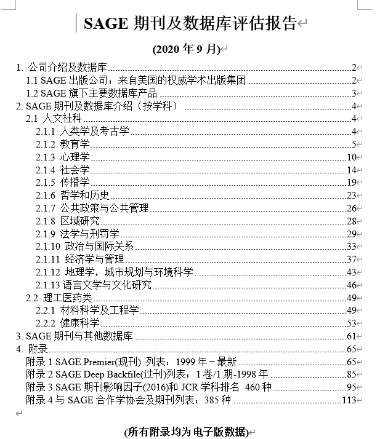 SAGE 期刊及数据库评估报告
(2020 年 9 月)
1. 公司介绍及数据库 2
1.1 SAGE 出版公司：来自美国的权威学术出版集团 2
1.2 SAGE 旗下主要数据库产品 3
2. SAGE 期刊及数据库介绍（按学科） 4
2.1 人文社科 4
2.1.1 人类学及考古学 4
2.1.2 教育学 5
2.1.3 心理学 10
2.1.4 社会学 14
2.1.5 传播学 19
2.1.6 哲学和历史 23
2.1.7 公共政策与公共管理 26
2.1.8 区域研究 28
2.1.9 法学与刑罚学 29
2.1.10 政治与国际关系 33
2.1.11 经济学与管理 37
2.1.12 地理学，城市规划与环境科学 43
2.1.13 语言文学与文化研究 46
2.2 理工医药类 49
2.2.1 材料科学及工程学 49
2.2.2 健康科学 53
3. SAGE 期刊与其他数据库 61
4. 附录 65
附录 1 SAGE Premier(现刊) 列表：1999 年－最新 65
附录 2 SAGE Deep Backfile(过刊)列表：1 卷/1 期-1998 年 85
附录 3 SAGE 期刊影响因子(2016)和 JCR 学科排名 460 种 95
附录 4 与 SAGE 合作学协会及期刊列表：385 种 113
(所有附录均为电子版数据)